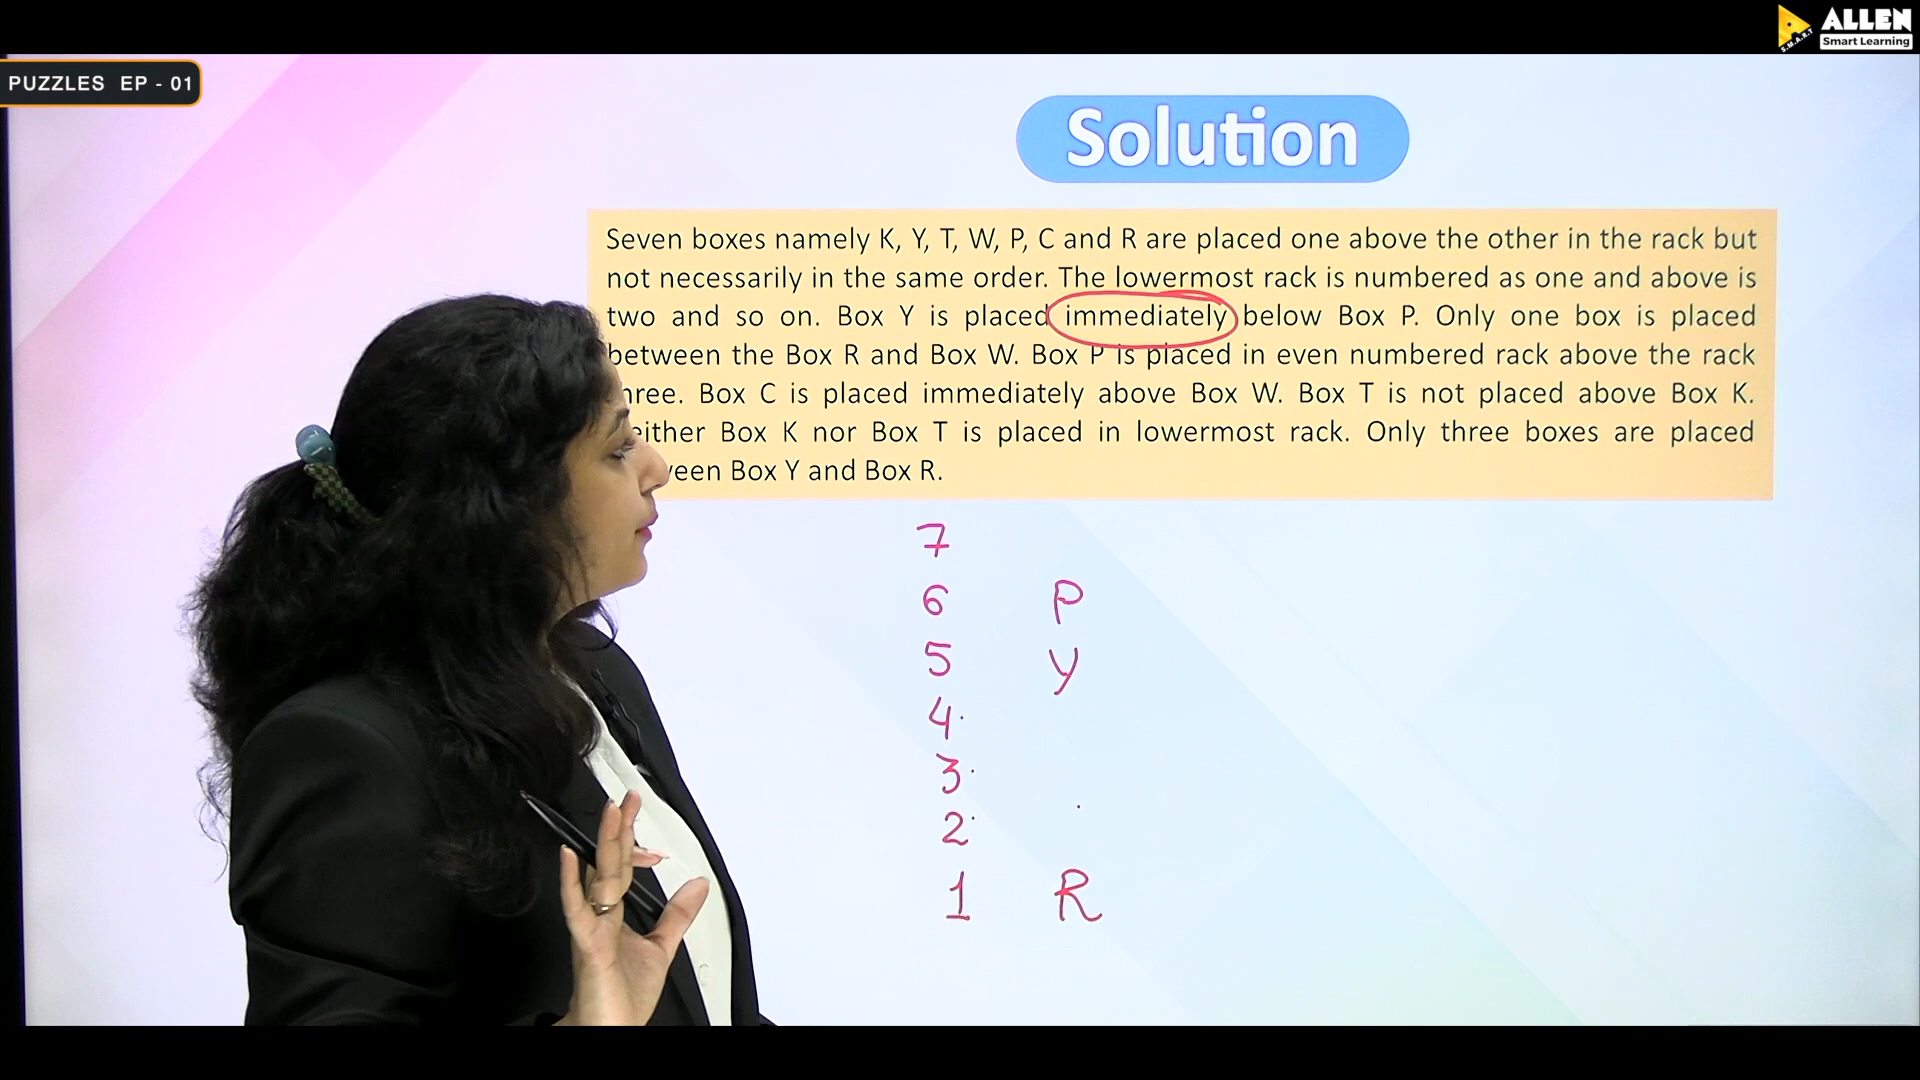 ALLEN
S.M.A.R.T
Smart Learning
PUZZLES EP - 01
Solution
Seven boxes namely K, Y, T, W, P, C and R are placed one above the other in the rack but
not necessarily in the same order. The lowermost rack is numbered as one and above is
two and so on. Box Y is placed immediately below Box P. Only one box is placed
between the Box R and Box W. Box P is placed in even numbered rack above the rack
hree. Box C is placed immediately above Box W. Box T is not placed above Box K.
either Box K nor Box T is placed in lowermost rack. Only three boxes are placed
een Box Y and Box R.
7
6 P
5 Y
4
3
2
1 R